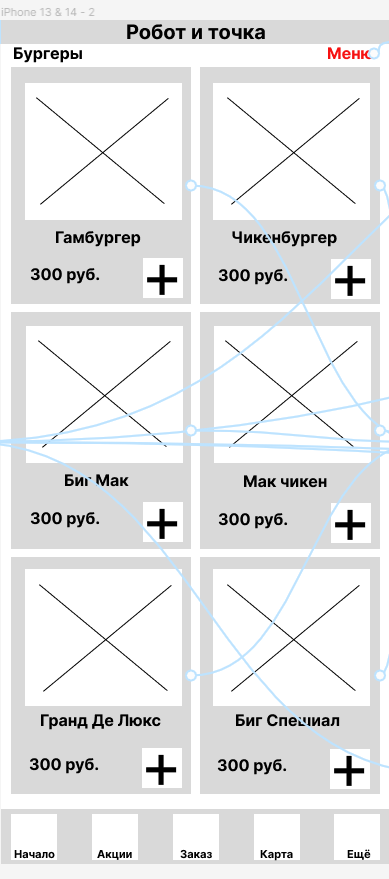 iPhone 13 & 14 - 2
Робот и точка
Бургеры
Меню
Гамбургер
Чикенбургер
300 руб.
300 руб.
Биг Мак
Мак чикен
300 руб.
300 руб.
Гранд Де Люкс
Биг Специал
300 руб.
300 руб.
Начало
Акции
Заказ
Карта
Ещё